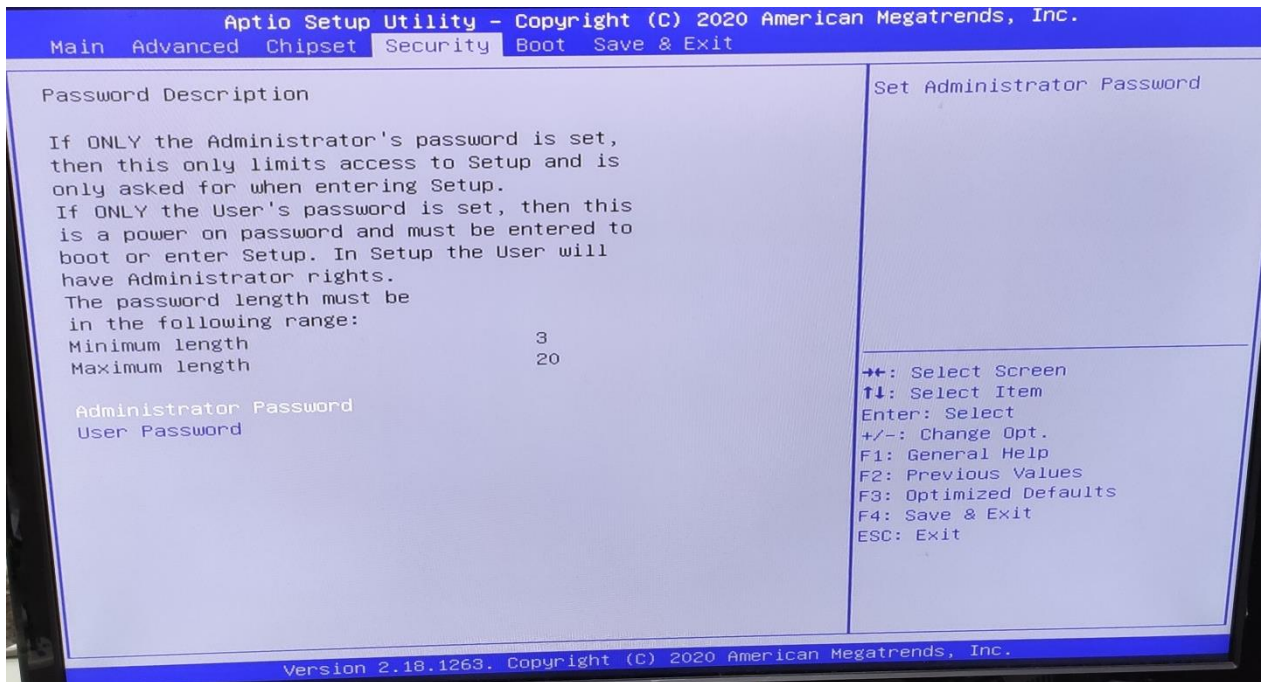 Aptio Setup Utility – Copyright (C) 2020 American Megatrends, Inc.
Main Advanced Chipset Security Boot Save & Exit
Password Description
If ONLY the Administrator's password is set,
then this only limits access to Setup and is
only asked for when entering Setup.
If ONLY the User's password is set, then this
is a power on password and must be entered to
boot or enter Setup. In Setup the User will
have Administrator rights.
The password length must be
in the following range:
Minimum length 3
Maximum length 20
Administrator Password
User Password
Set Administrator Password
→←: Select Screen
↑↓: Select Item
Enter: Select
+/-: Change Opt.
F1: General Help
F2: Previous Values
F3: Optimized Defaults
F4: Save & Exit
ESC: Exit
Version 2.18.1263. Copyright (C) 2020 American Megatrends, Inc.